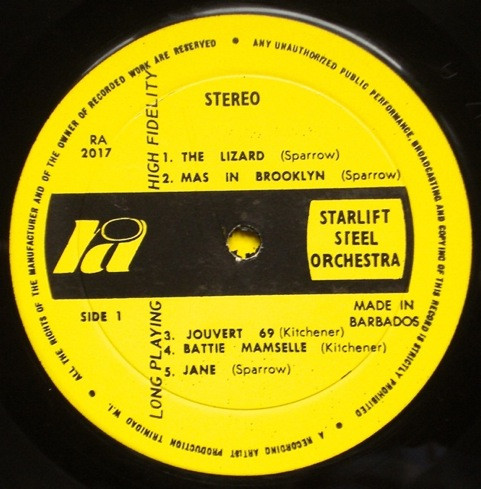 ALL THE RIGHTS OF THE MANUFACTURER AND OF THE OWNER OF RECORDED WORK ARE RESERVED • ANY UNAUTHORIZED PUBLIC PERFORMANCE, BROADCASTING AND COPYING OF THIS RECORD IS STRICTLY PROHIBITED •
A RECORDING ARTIST PRODUCTION TRINIDAD W.I. •
STEREO
HIGH FIDELITY
RA
2017
1. THE LIZARD (Sparrow)
2. MAS IN BROOKLYN (Sparrow)
ra
STARLIFT
STEEL
ORCHESTRA
SIDE 1
MADE IN
BARBADOS
LONG PLAYING
3. JOUVERT 69 (Kitchener)
4. BATTIE MAMSELLE (Kitchener)
5. JANE (Sparrow)